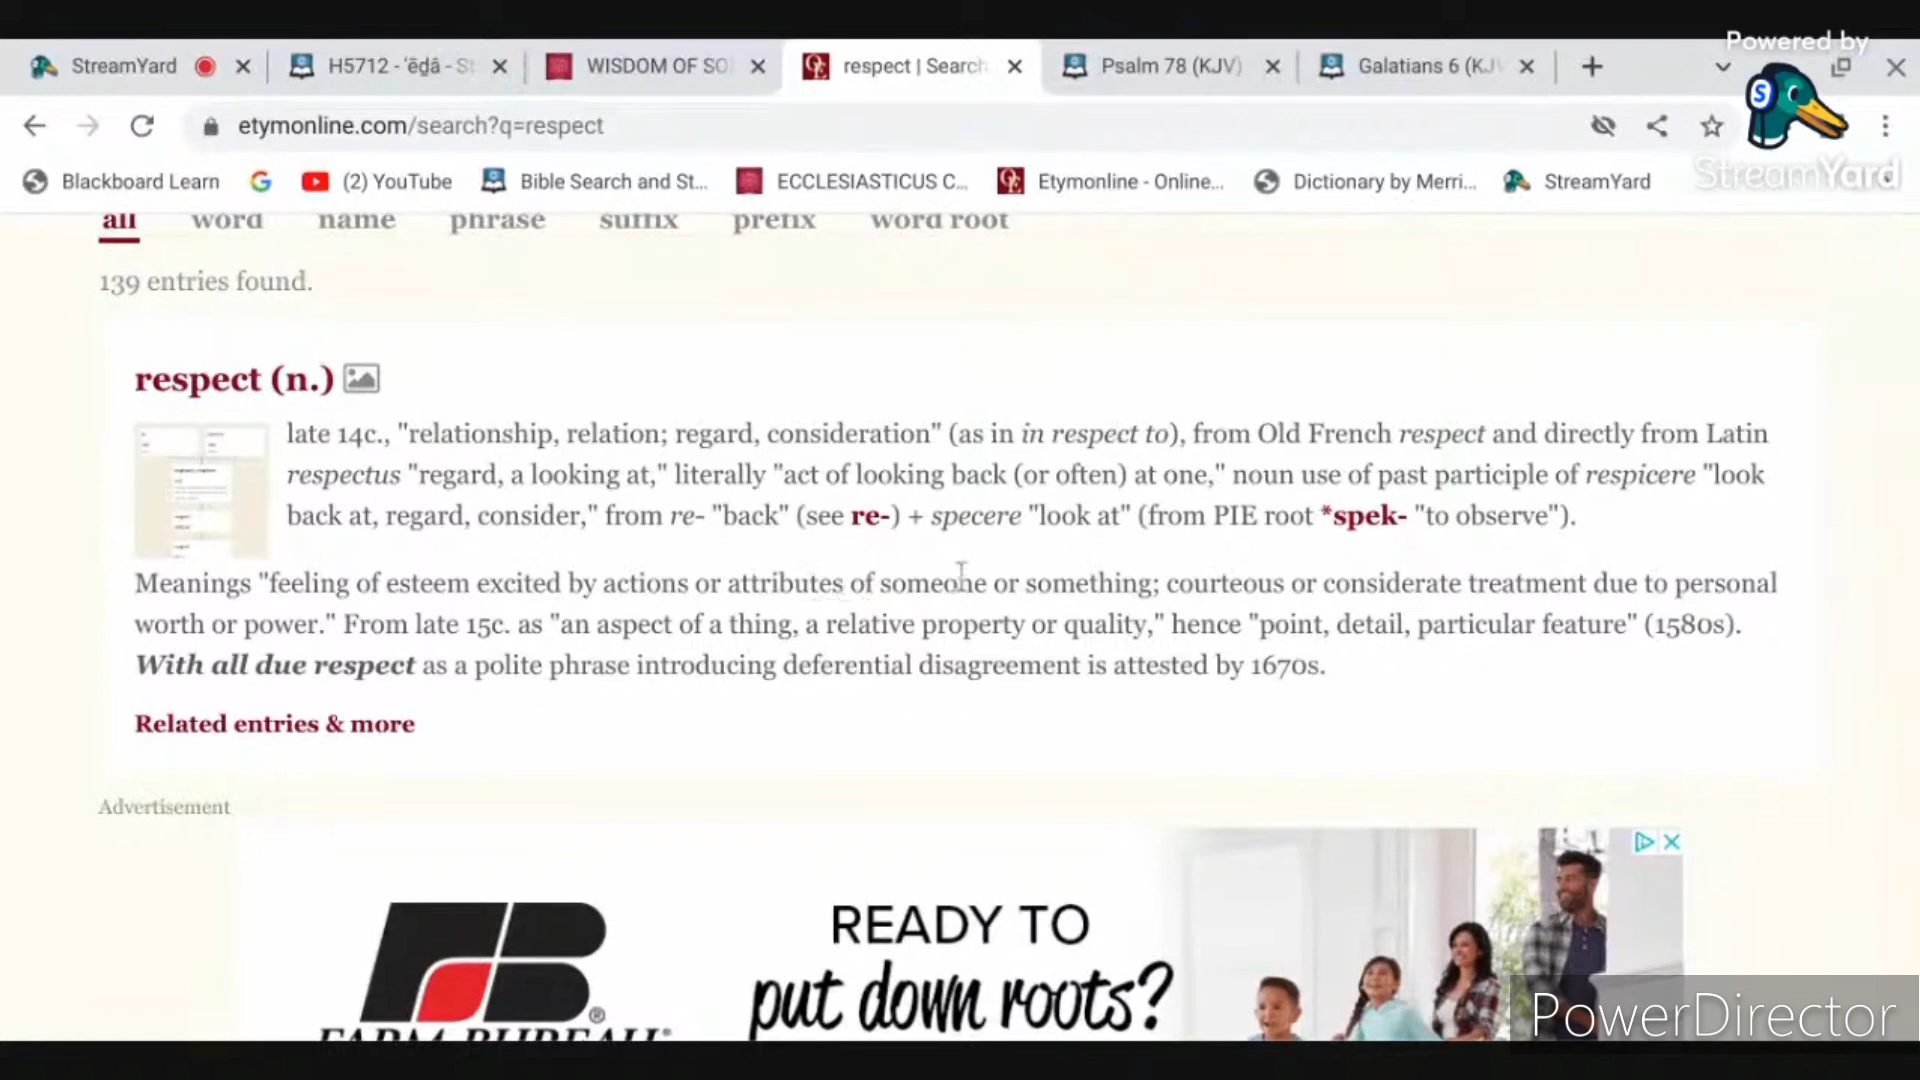 Powered by
StreamYard
H5712 - 'ēḏâ - St
WISDOM OF SO
respect | Search
Psalm 78 (KJV)
Galatians 6 (KJV
etymonline.com/search?q=respect
StreamYard
Blackboard Learn
(2) YouTube
Bible Search and St...
ECCLESIASTICUS C...
Etymonline - Online...
Dictionary by Merri...
StreamYard
all word name phrase suffix prefix word root
139 entries found.
respect (n.)
late 14c., "relationship, relation; regard, consideration" (as in in respect to), from Old French respect and directly from Latin
respectus "regard, a looking at," literally "act of looking back (or often) at one," noun use of past participle of respicere "look
back at, regard, consider," from re- "back" (see re-) + specere "look at" (from PIE root *spek- "to observe").
Meanings "feeling of esteem excited by actions or attributes of someone or something; courteous or considerate treatment due to personal
worth or power." From late 15c. as "an aspect of a thing, a relative property or quality," hence "point, detail, particular feature" (1580s).
With all due respect as a polite phrase introducing deferential disagreement is attested by 1670s.
Related entries & more
Advertisement
READY TO
put down roots?
FARM BUREAU®
PowerDirector